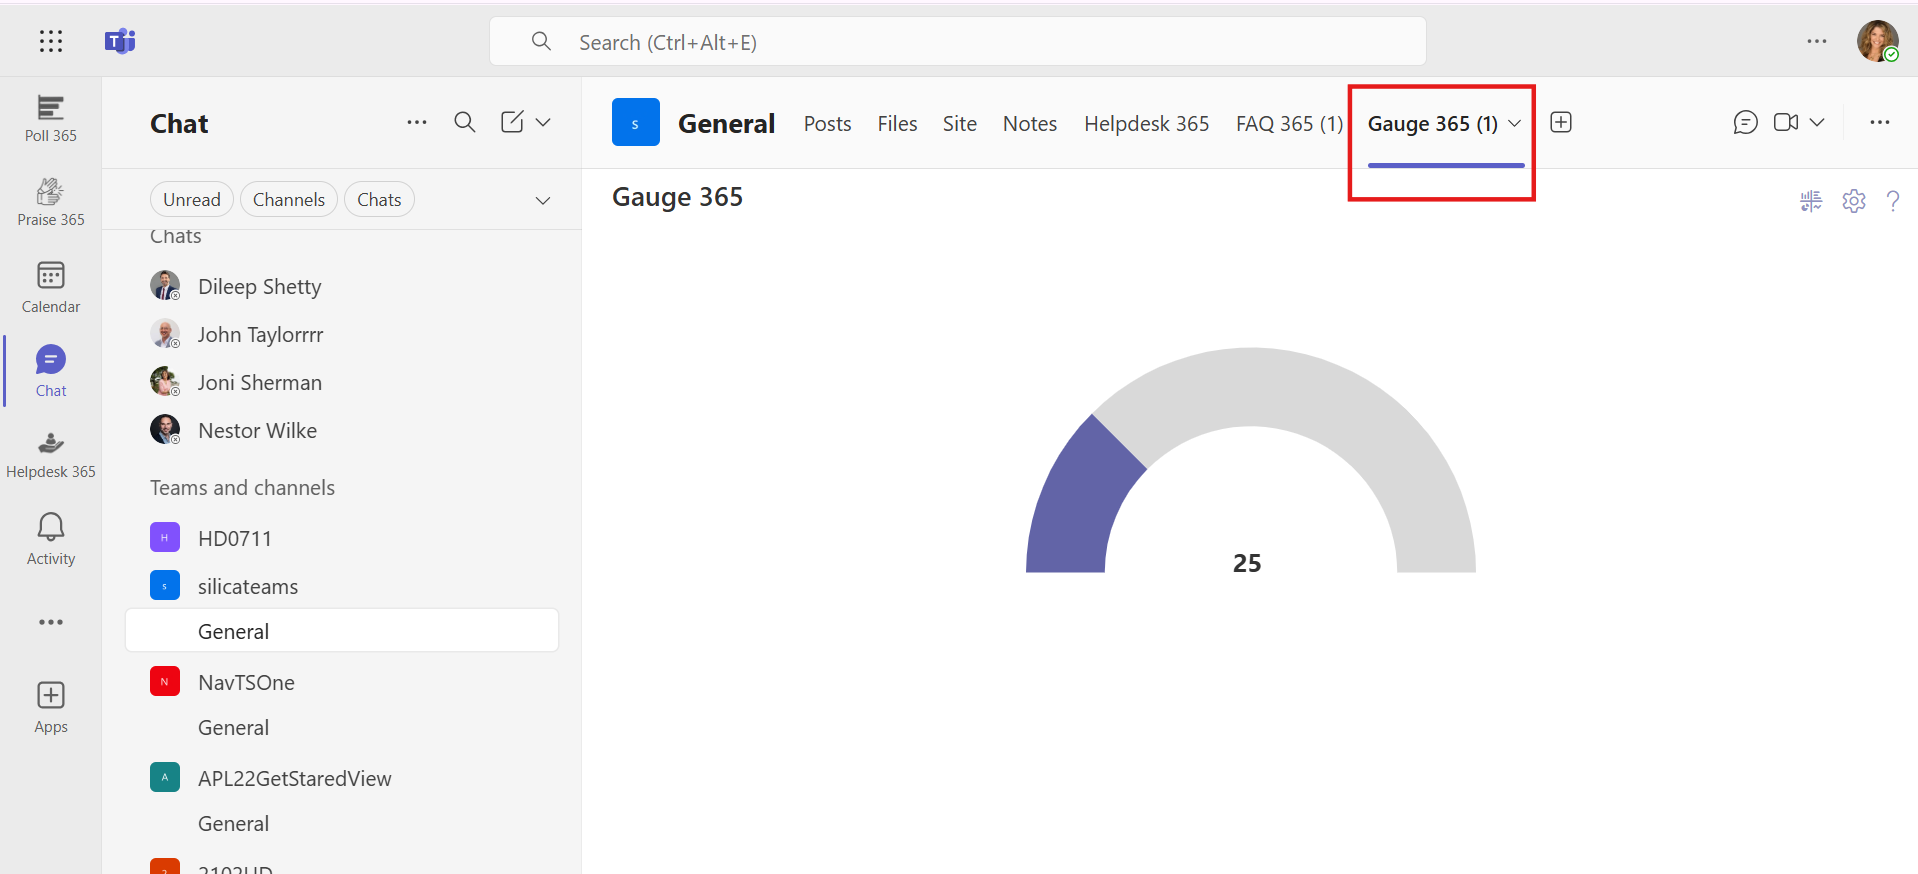 Search (Ctrl+Alt+E)
Poll 365
Praise 365
Calendar
Chat
Helpdesk 365
Activity
Apps
Chat
Unread
Channels
Chats
Chats
Dileep Shetty
John Taylorrrr
Joni Sherman
Nestor Wilke
Teams and channels
H HD0711
s silicateams
General
N NavTSOne
General
A APL22GetStaredView
General
s General Posts Files Site Notes Helpdesk 365 FAQ 365 (1) Gauge 365 (1)
Gauge 365
25